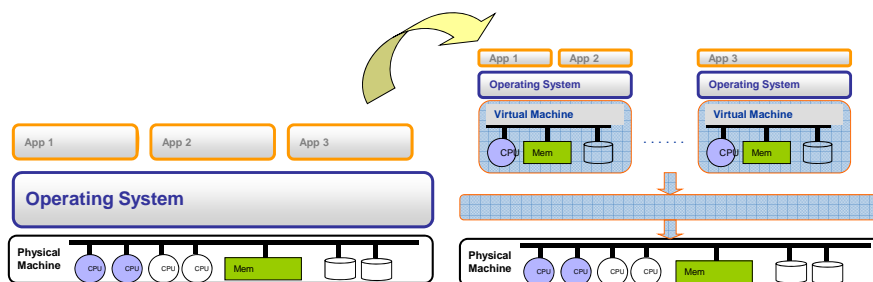 App 1
App 2
App 3
Operating System
Physical
Machine
CPU
CPU
CPU
CPU
Mem
App 1
App 2
App 3
Operating System
Operating System
Virtual Machine
Virtual Machine
CPU
Mem
......
CPU
Mem
Physical
Machine
CPU
CPU
CPU
CPU
Mem